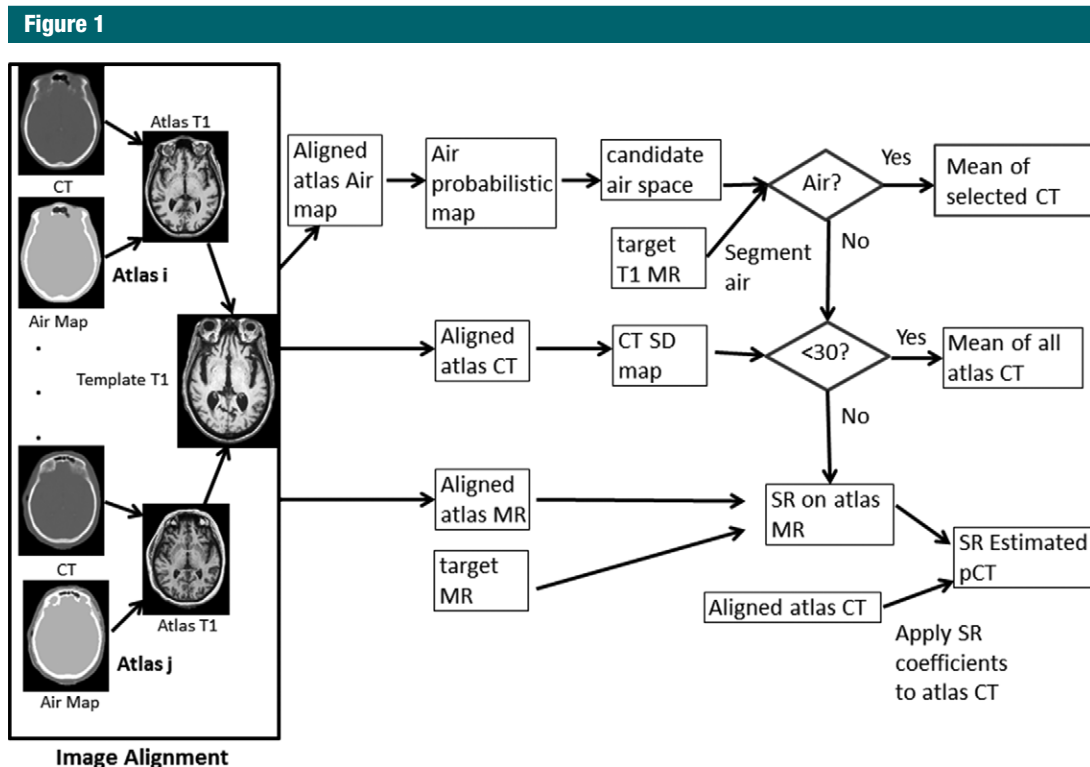 Figure 1
CT
Air Map
Atlas T1
Atlas i
Template T1
CT
Air Map
Atlas T1
Atlas j
Image Alignment
Aligned
atlas Air
map
Air
probabilistic
map
candidate
air space
target
T1 MR
Segment
air
Air?
Yes
Mean of
selected CT
No
Aligned
atlas CT
CT SD
map
<30?
Yes
Mean of all
atlas CT
No
Aligned
atlas MR
target
MR
SR on atlas
MR
Aligned atlas CT
SR Estimated
pCT
Apply SR
coefficients
to atlas CT